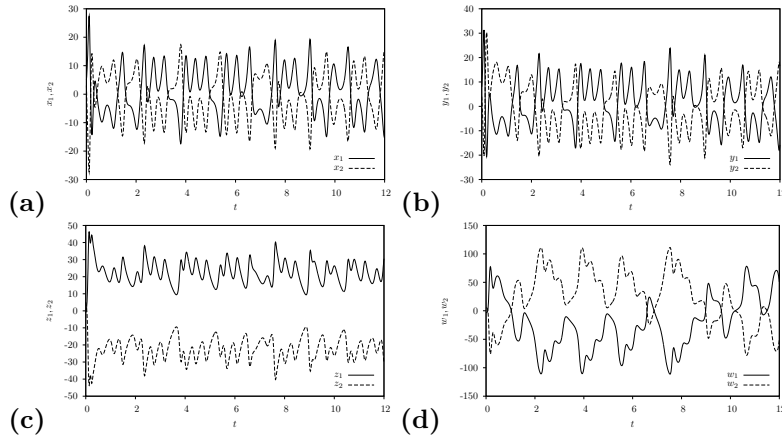 30
20
10
0
-10
-20
-30
x₁, x₂
x₁
x₂
0 2 4 6 8 10 12
t
(a)
40
30
20
10
0
-10
-20
-30
y₁, y₂
y₁
y₂
0 2 4 6 8 10 12
t
(b)
50
40
30
20
10
0
-10
-20
-30
-40
-50
z₁, z₂
z₁
z₂
0 2 4 6 8 10 12
t
(c)
150
100
50
0
-50
-100
-150
w₁, w₂
w₁
w₂
0 2 4 6 8 10 12
t
(d)